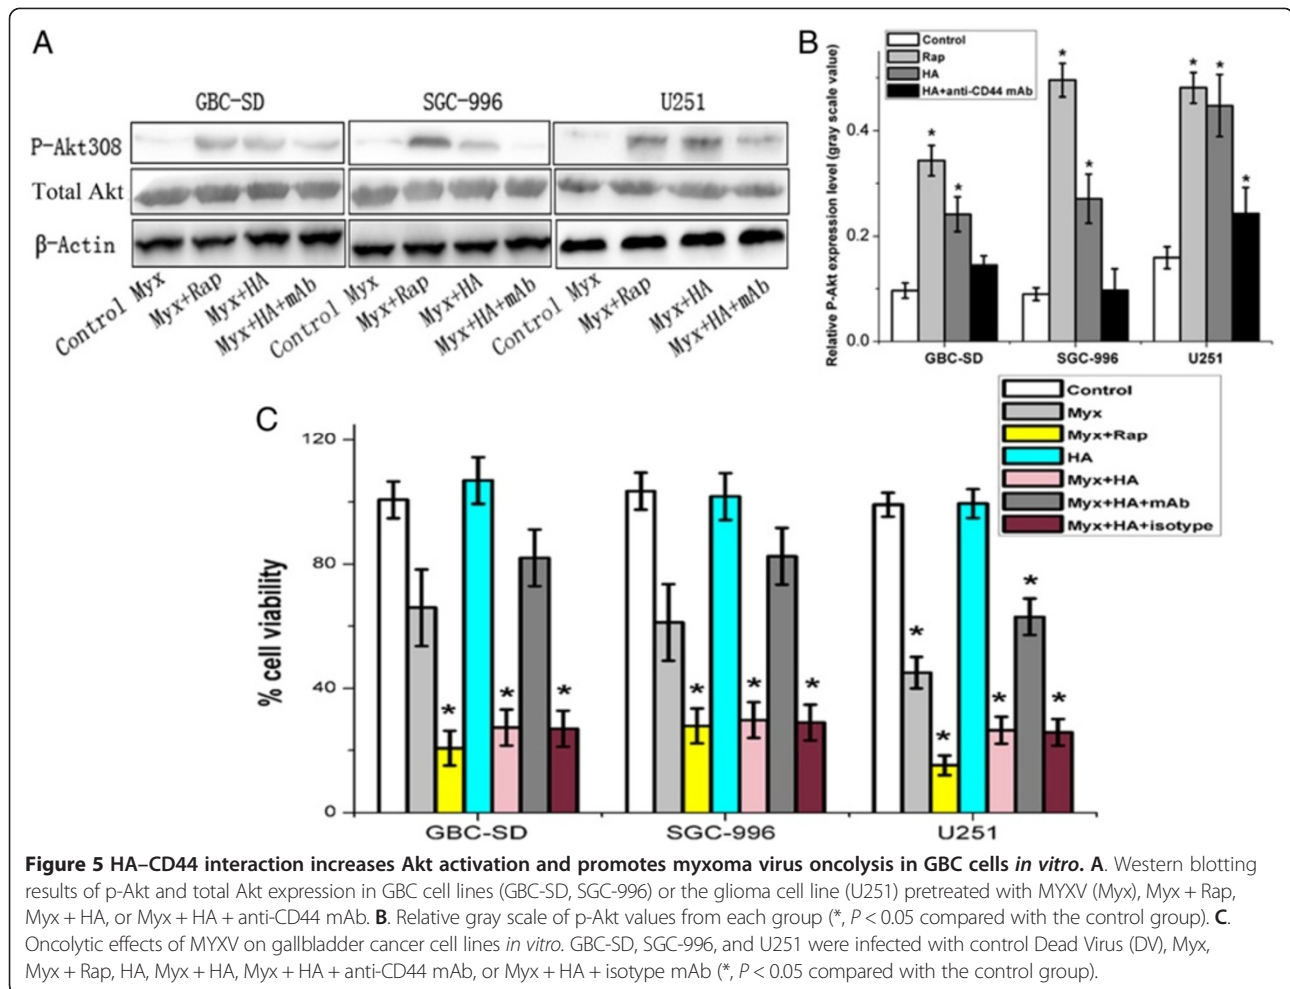 A
GBC-SD SGC-996 U251
P-Akt308
Total Akt
β-Actin
Control Myx Myx+Rap Myx+HA Myx+HA+mAb Control Myx Myx+Rap Myx+HA Myx+HA+mAb Control Myx Myx+Rap Myx+HA Myx+HA+mAb
B
Control
Rap
HA
HA+anti-CD44 mAb
Relative P-Akt expression level (gray scale value)
0.4
0.2
0.0
* * * * * * *
GBC-SD SGC-996 U251
C
Control
Myx
Myx+Rap
HA
Myx+HA
Myx+HA+mAb
Myx+HA+isotype
% cell viability
120
80
40
0
* * * * * * * * * * *
GBC-SD SGC-996 U251
Figure 5 HA–CD44 interaction increases Akt activation and promotes myxoma virus oncolysis in GBC cells in vitro. A. Western blotting
results of p-Akt and total Akt expression in GBC cell lines (GBC-SD, SGC-996) or the glioma cell line (U251) pretreated with MYXV (Myx), Myx + Rap,
Myx + HA, or Myx + HA + anti-CD44 mAb. B. Relative gray scale of p-Akt values from each group (*, P < 0.05 compared with the control group). C.
Oncolytic effects of MYXV on gallbladder cancer cell lines in vitro. GBC-SD, SGC-996, and U251 were infected with control Dead Virus (DV), Myx,
Myx + Rap, HA, Myx + HA, Myx + HA + anti-CD44 mAb, or Myx + HA + isotype mAb (*, P < 0.05 compared with the control group).